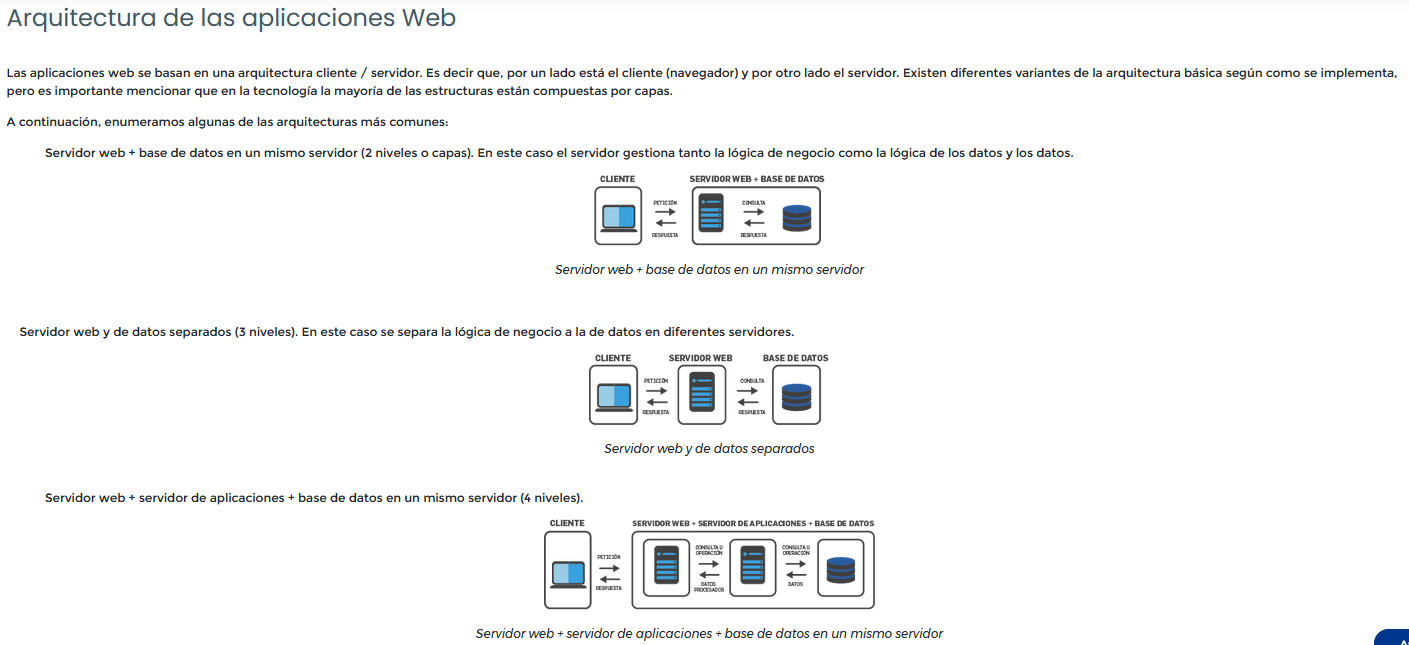 Arquitectura de las aplicaciones Web
Las aplicaciones web se basan en una arquitectura cliente / servidor. Es decir que, por un lado está el cliente (navegador) y por otro lado el servidor. Existen diferentes variantes de la arquitectura básica según como se implementa,
pero es importante mencionar que en la tecnología la mayoría de las estructuras están compuestas por capas.
A continuación, enumeramos algunas de las arquitecturas más comunes:
Servidor web + base de datos en un mismo servidor (2 niveles o capas). En este caso el servidor gestiona tanto la lógica de negocio como la lógica de los datos y los datos.
CLIENTE
SERVIDOR WEB + BASE DE DATOS
PETICIÓN
RESPUESTA
CONSULTA
RESPUESTA
Servidor web + base de datos en un mismo servidor
Servidor web y de datos separados (3 niveles). En este caso se separa la lógica de negocio a la de datos en diferentes servidores.
CLIENTE
SERVIDOR WEB
BASE DE DATOS
PETICIÓN
RESPUESTA
CONSULTA
RESPUESTA
Servidor web y de datos separados
Servidor web + servidor de aplicaciones + base de datos en un mismo servidor (4 niveles).
CLIENTE
SERVIDOR WEB + SERVIDOR DE APLICACIONES + BASE DE DATOS
PETICIÓN
RESPUESTA
CONSULTA U
OPERACIÓN
DATOS
PROCESADOS
CONSULTA U
OPERACIÓN
DATOS
Servidor web + servidor de aplicaciones + base de datos en un mismo servidor